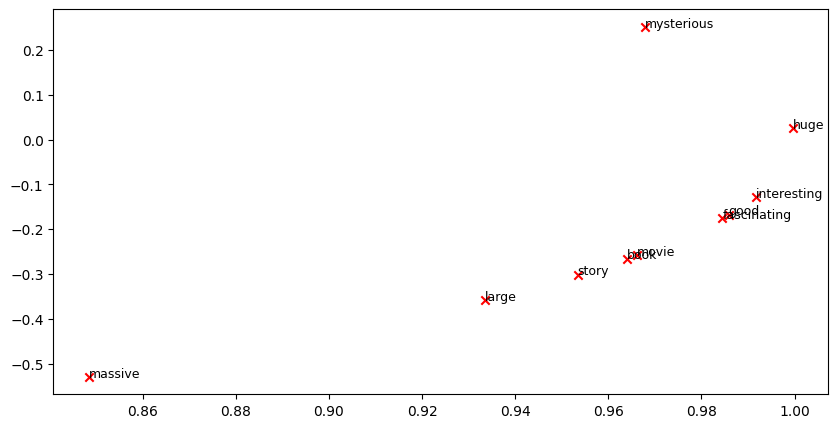 mysterious
0.2
0.1
huge
0.0
−0.1
interesting
good
fascinating
−0.2
movie
book
story
−0.3
large
−0.4
massive
−0.5
0.86
0.88
0.90
0.92
0.94
0.96
0.98
1.00